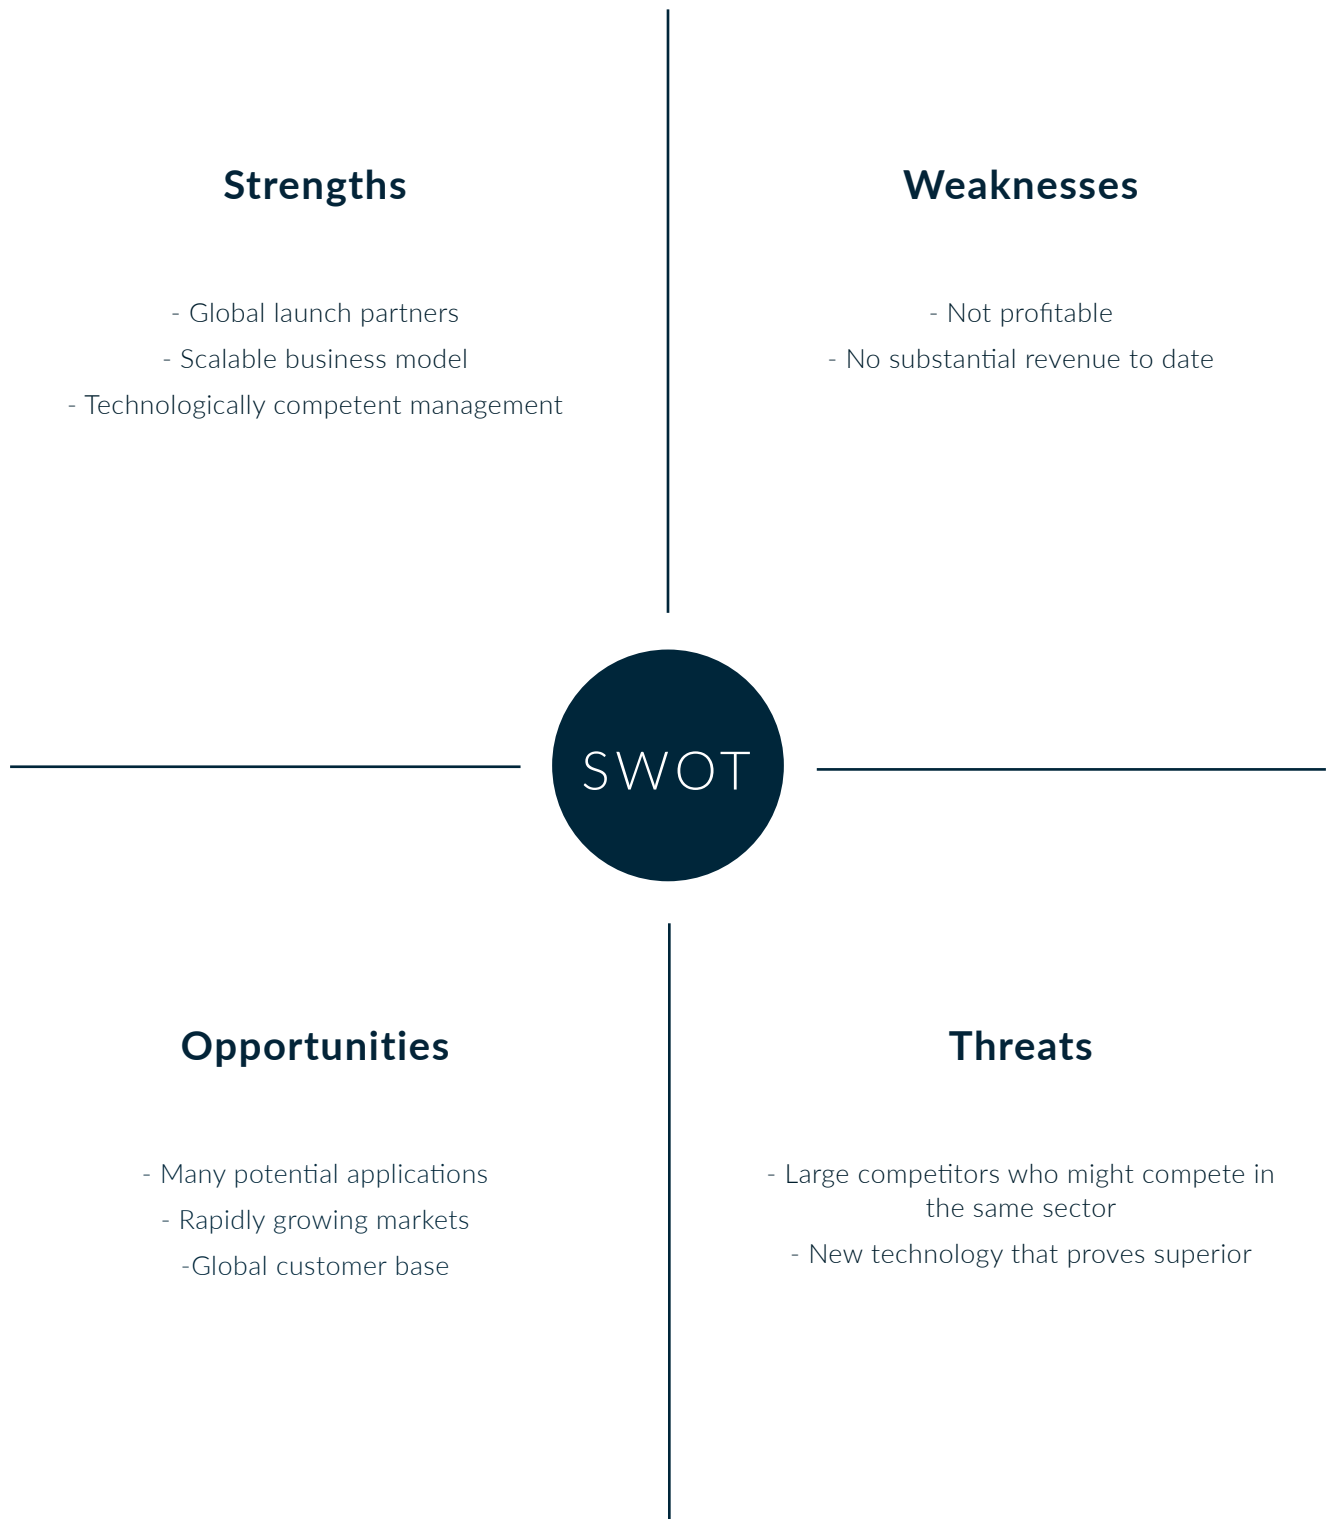 Strengths
- Global launch partners
- Scalable business model
- Technologically competent management
Weaknesses
- Not profitable
- No substantial revenue to date
SWOT
Opportunities
- Many potential applications
- Rapidly growing markets
-Global customer base
Threats
- Large competitors who might compete in
the same sector
- New technology that proves superior